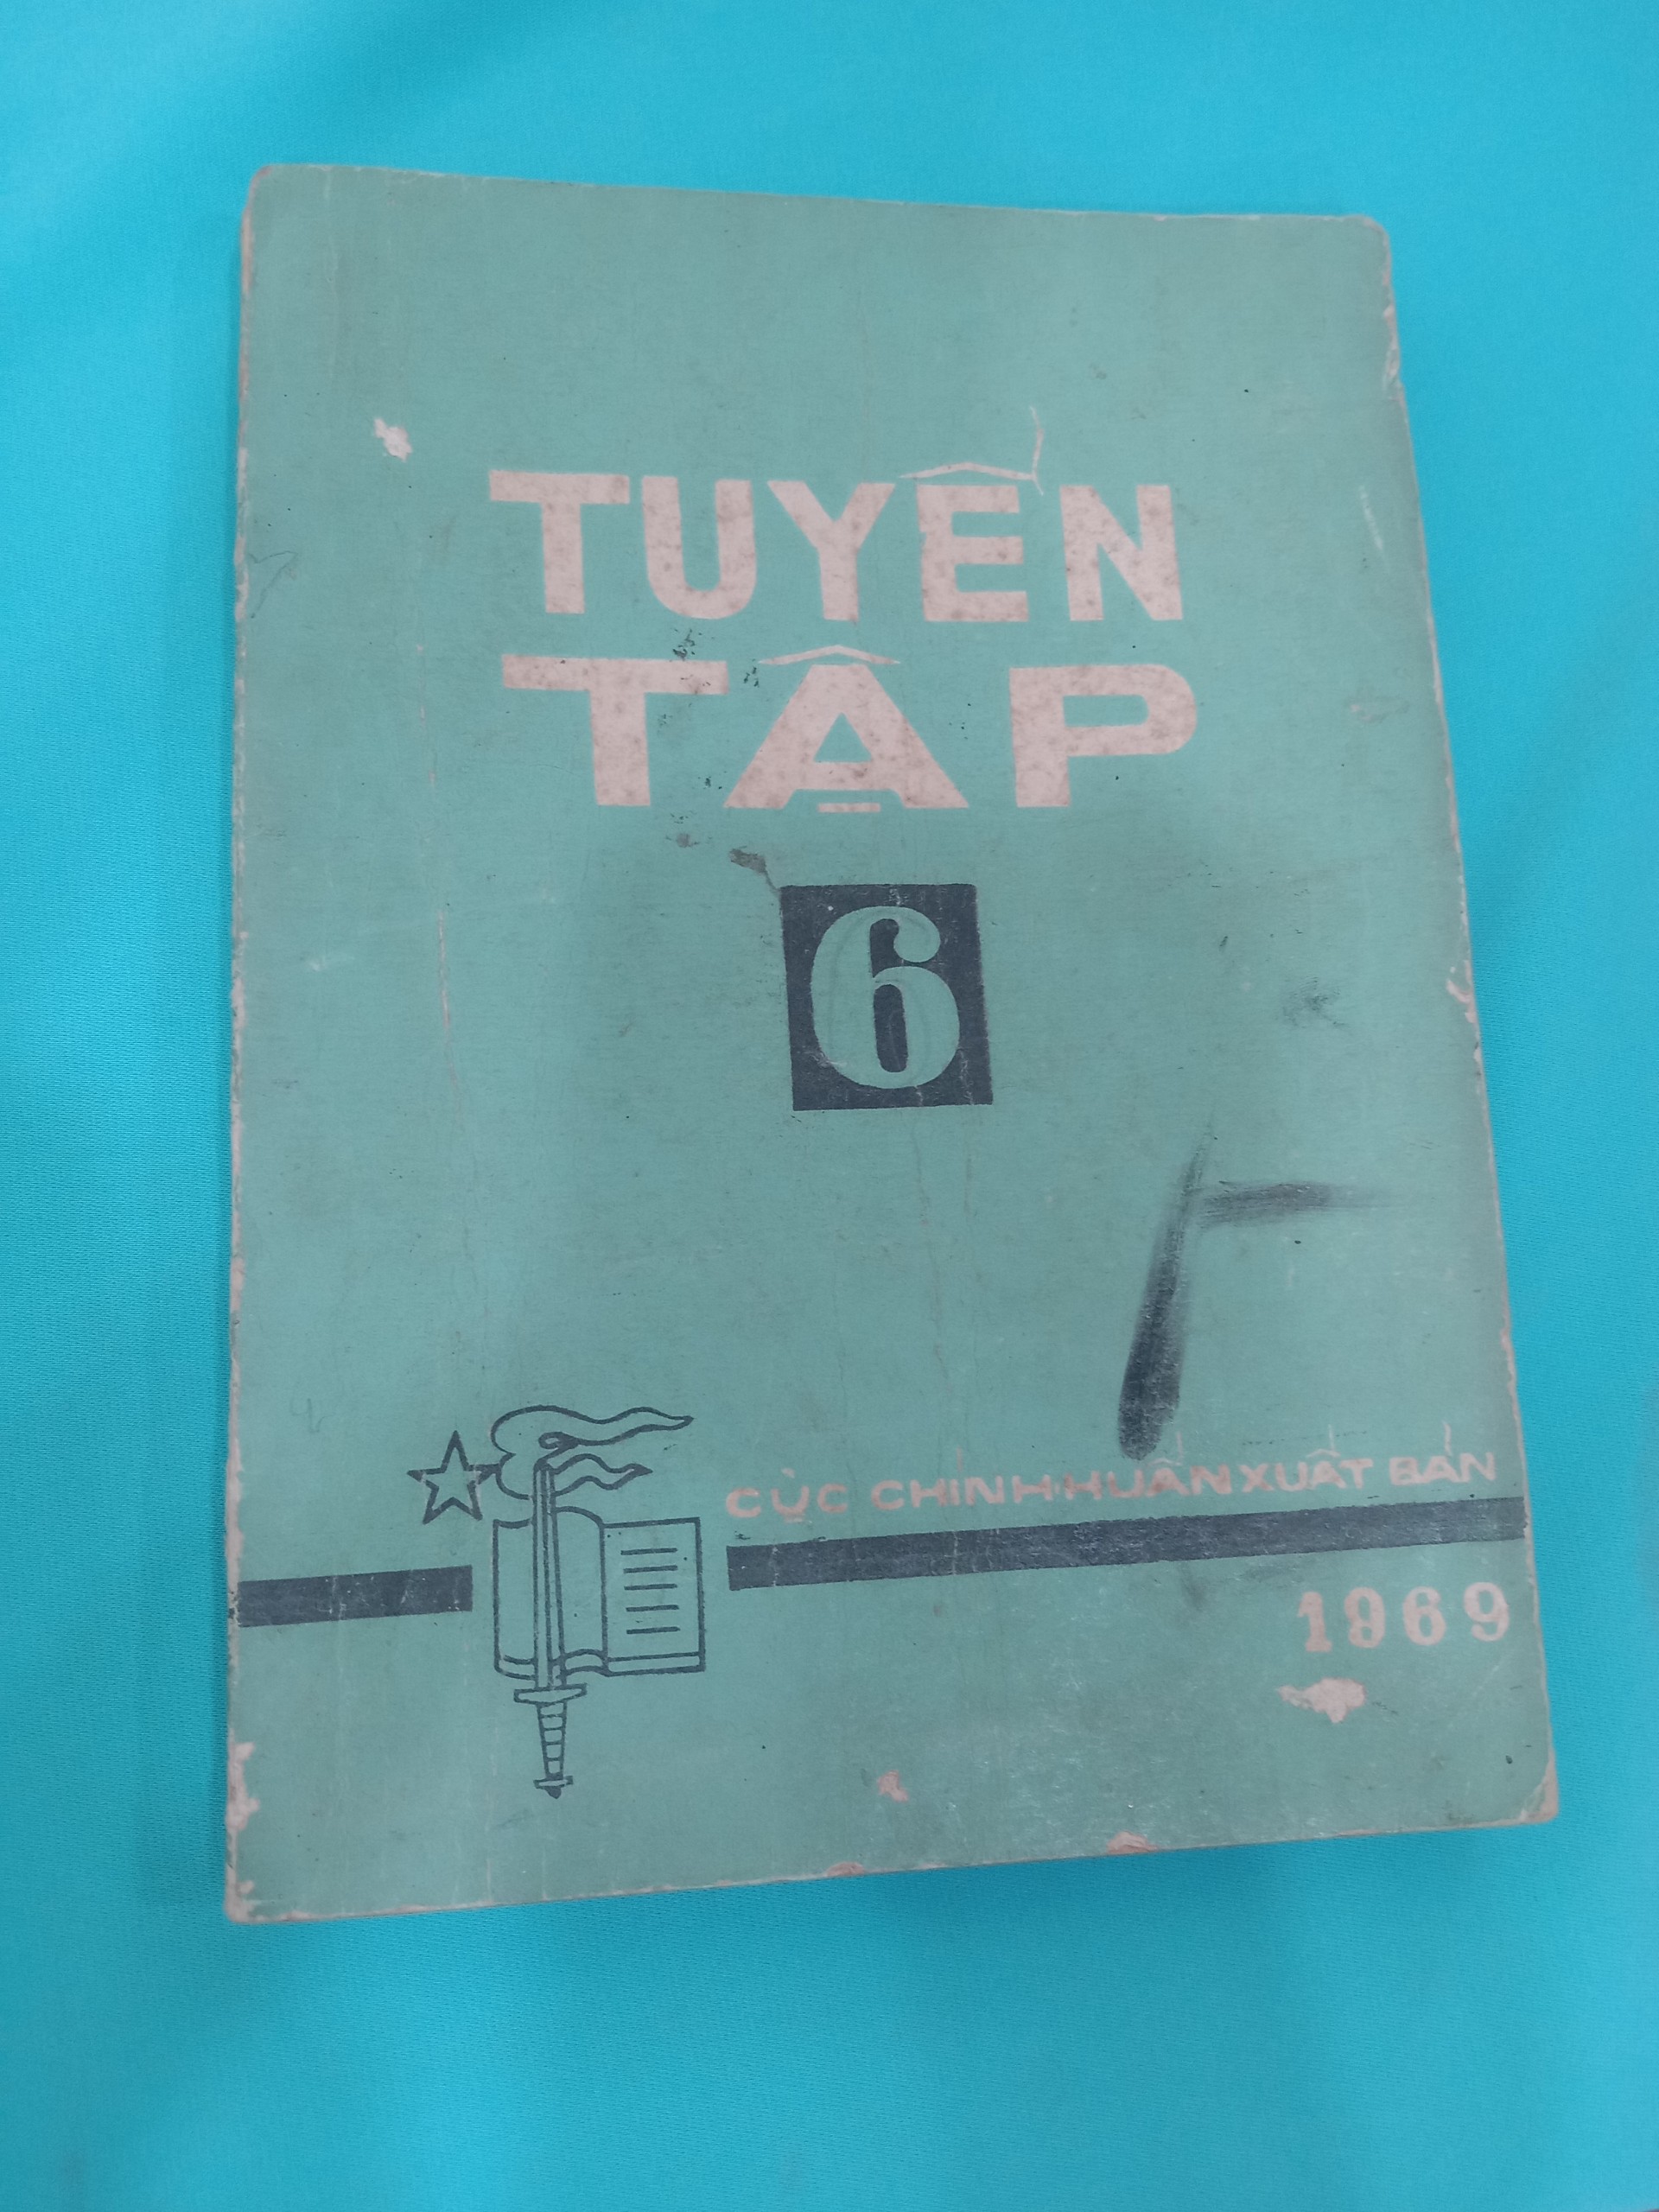 TUYỂN
TẬP
6
CỤC CHÍNH-HUẤN XUẤT BẢN
1969